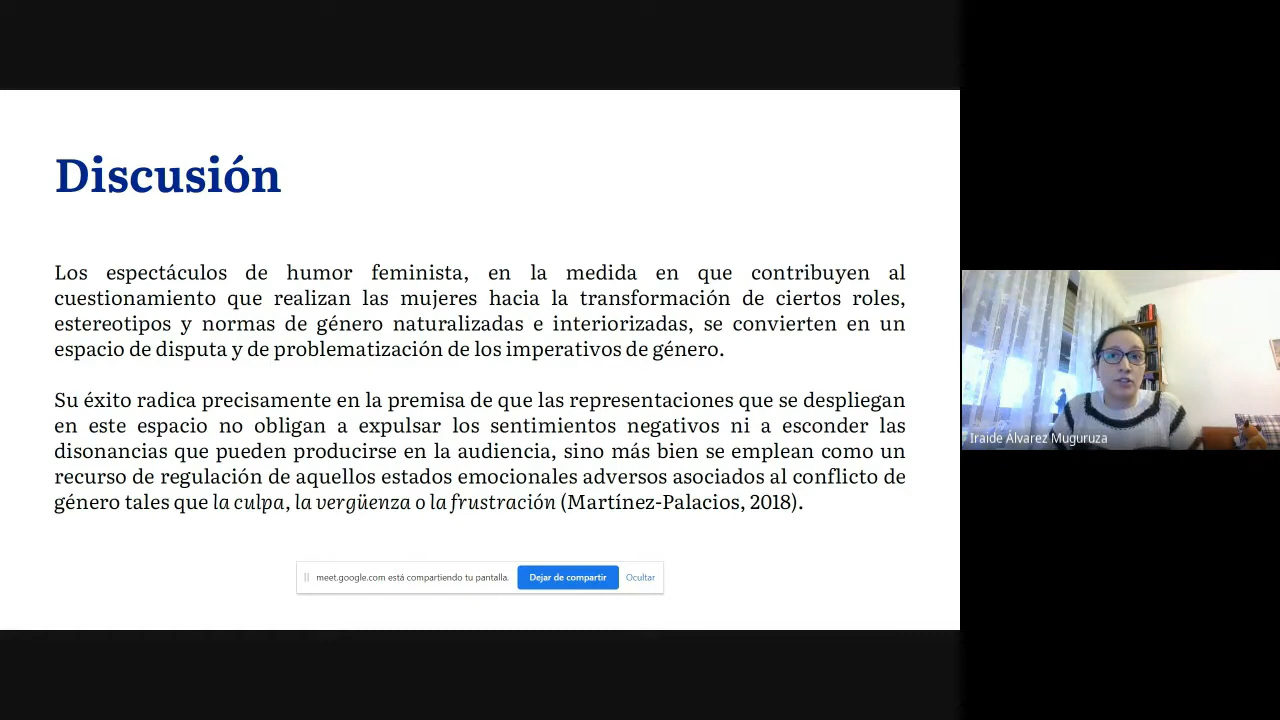 Discusión
Los espectáculos de humor feminista, en la medida en que contribuyen al
cuestionamiento que realizan las mujeres hacia la transformación de ciertos roles,
estereotipos y normas de género naturalizadas e interiorizadas, se convierten en un
espacio de disputa y de problematización de los imperativos de género.
Su éxito radica precisamente en la premisa de que las representaciones que se despliegan
en este espacio no obligan a expulsar los sentimientos negativos ni a esconder las
disonancias que pueden producirse en la audiencia, sino más bien se emplean como un
recurso de regulación de aquellos estados emocionales adversos asociados al conflicto de
género tales que la culpa, la vergüenza o la frustración (Martínez-Palacios, 2018).
meet.google.com está compartiendo tu pantalla. Dejar de compartir Ocultar
Iraide Álvarez Muguruza